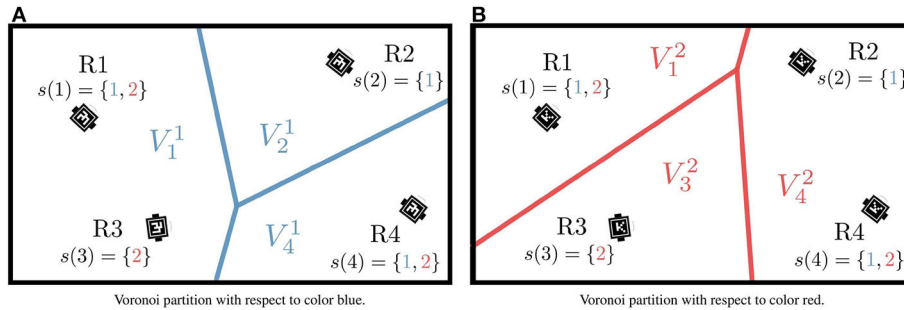 A
R1
s(1) = {1, 2}
R2
s(2) = {1}
V_1^1
V_2^1
R3
s(3) = {2}
V_4^1
R4
s(4) = {1, 2}
Voronoi partition with respect to color blue.
B
R1
s(1) = {1, 2}
V_1^2
R2
s(2) = {1}
V_3^2
V_4^2
R3
s(3) = {2}
R4
s(4) = {1, 2}
Voronoi partition with respect to color red.